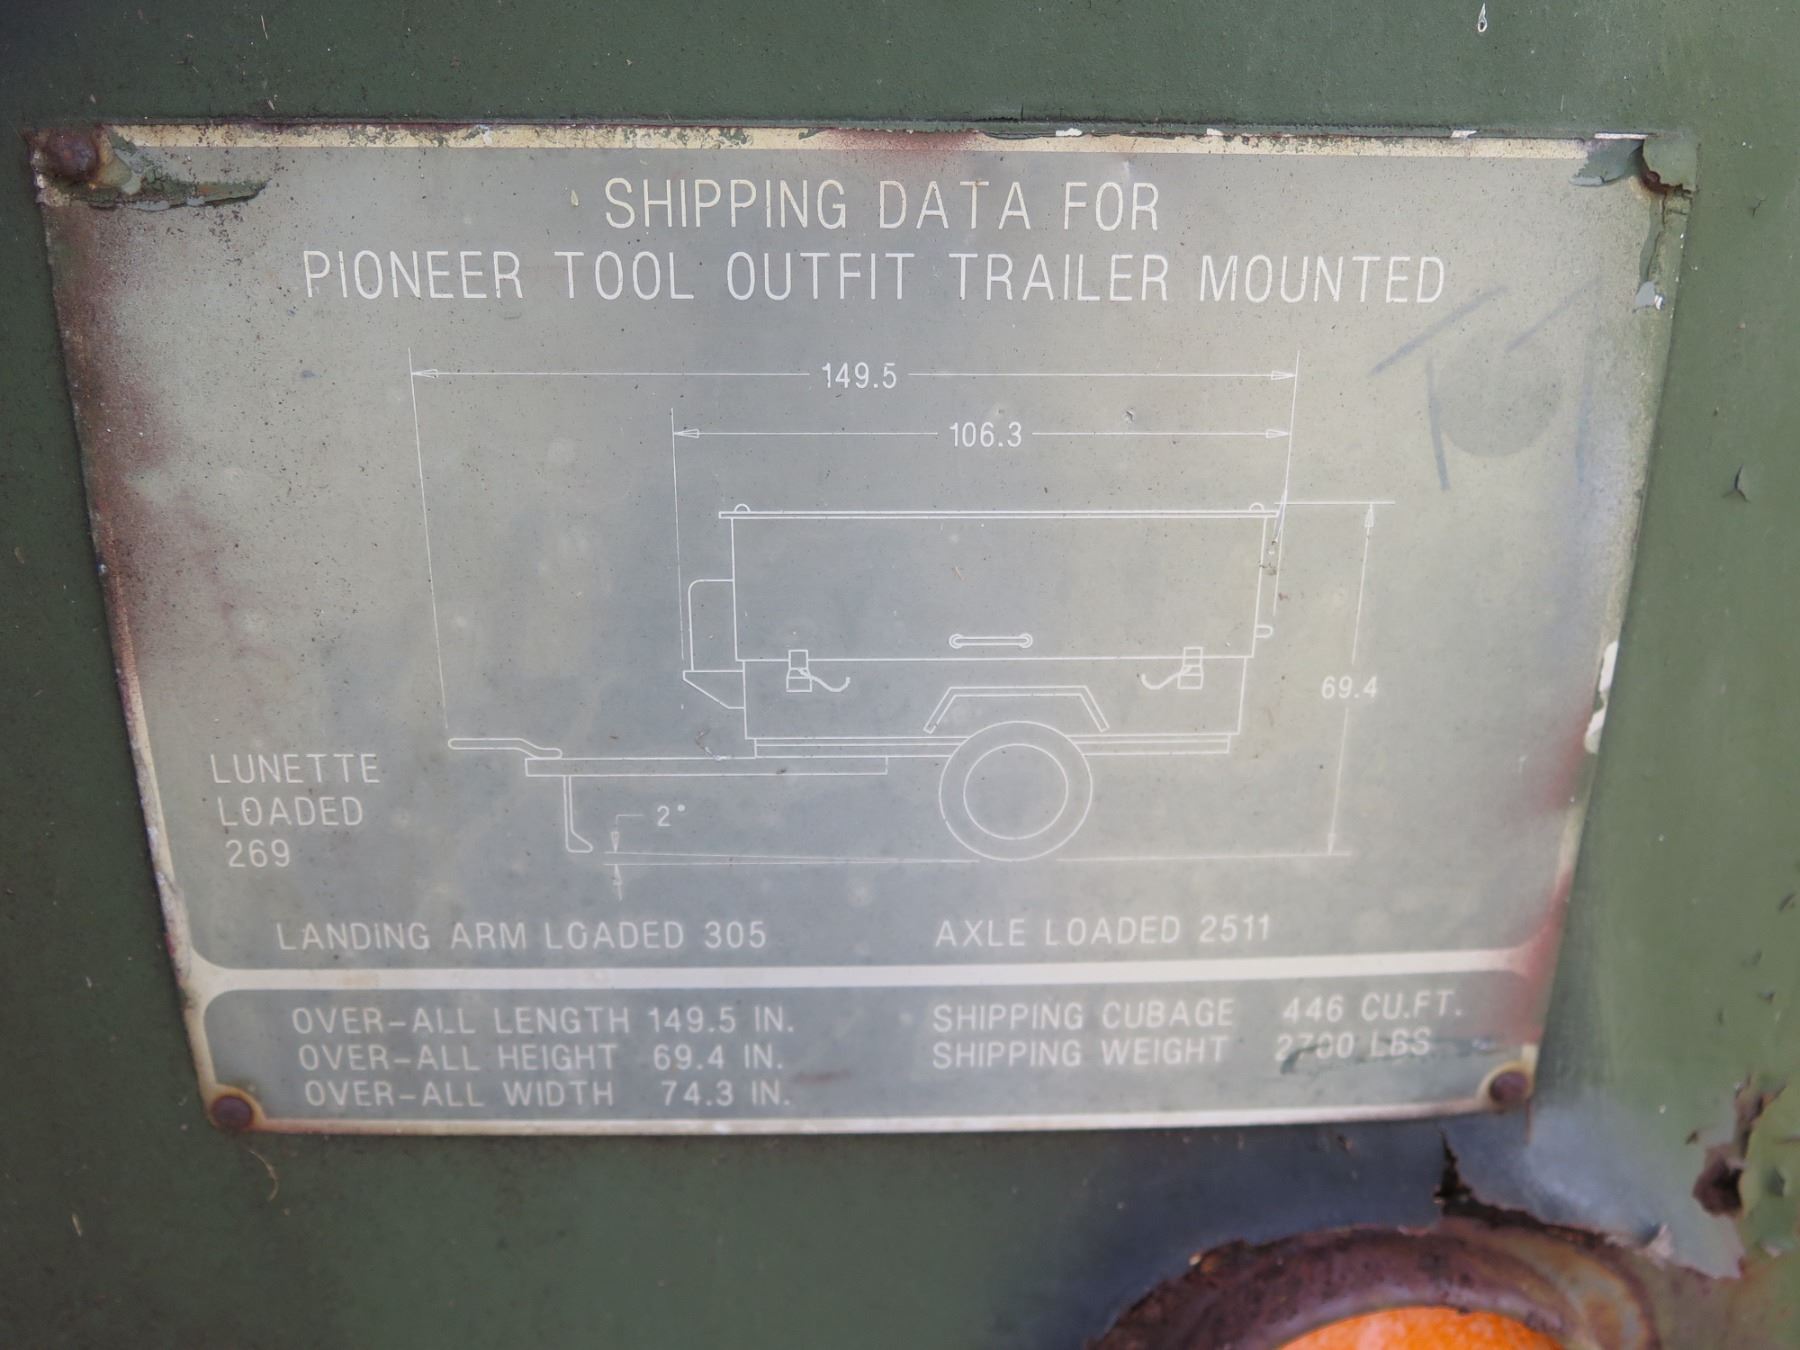 SHIPPING DATA FOR
PIONEER TOOL OUTFIT TRAILER MOUNTED
149.5
106.3
69.4
LUNETTE
LOADED
269
2°
LANDING ARM LOADED 305 AXLE LOADED 2511
OVER-ALL LENGTH 149.5 IN. SHIPPING CUBAGE 446 CU.FT.
OVER-ALL HEIGHT 69.4 IN. SHIPPING WEIGHT 2700 LBS
OVER-ALL WIDTH 74.3 IN.